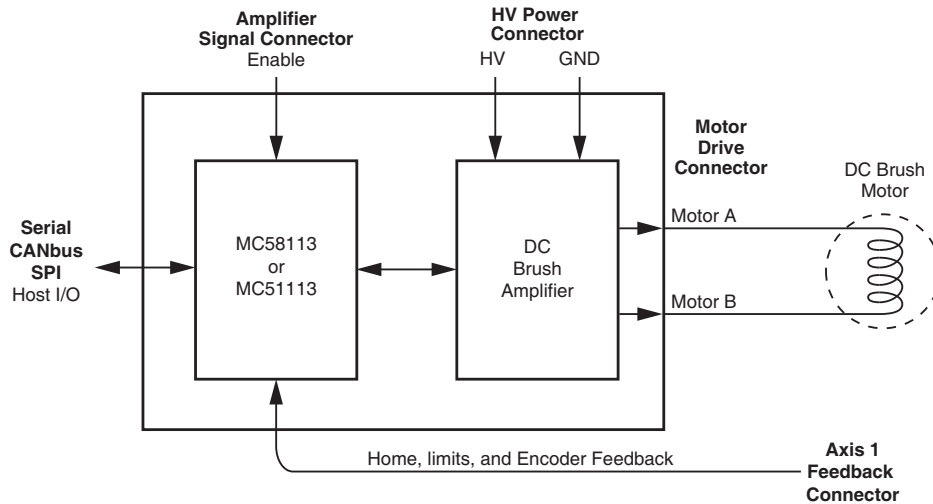 Amplifier
Signal Connector
Enable
HV Power
Connector
HV
GND
Motor
Drive
Connector
DC Brush
Motor
Serial
CANbus
SPI
Host I/O
MC58113
or
MC51113
DC
Brush
Amplifier
Motor A
Motor B
Home, limits, and Encoder Feedback
Axis 1
Feedback
Connector